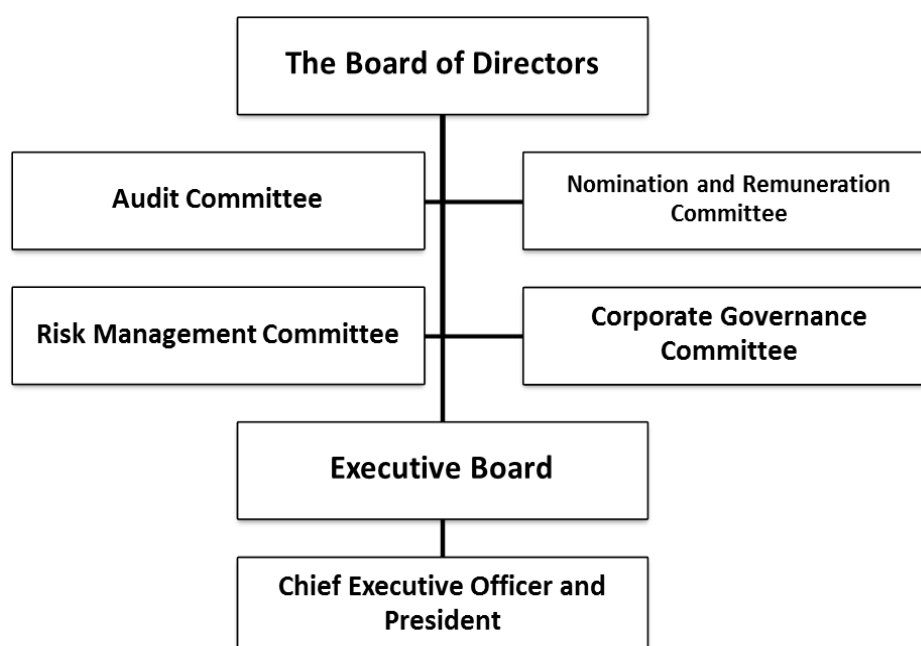 The Board of Directors
Audit Committee
Nomination and Remuneration
Committee
Risk Management Committee
Corporate Governance
Committee
Executive Board
Chief Executive Officer and
President